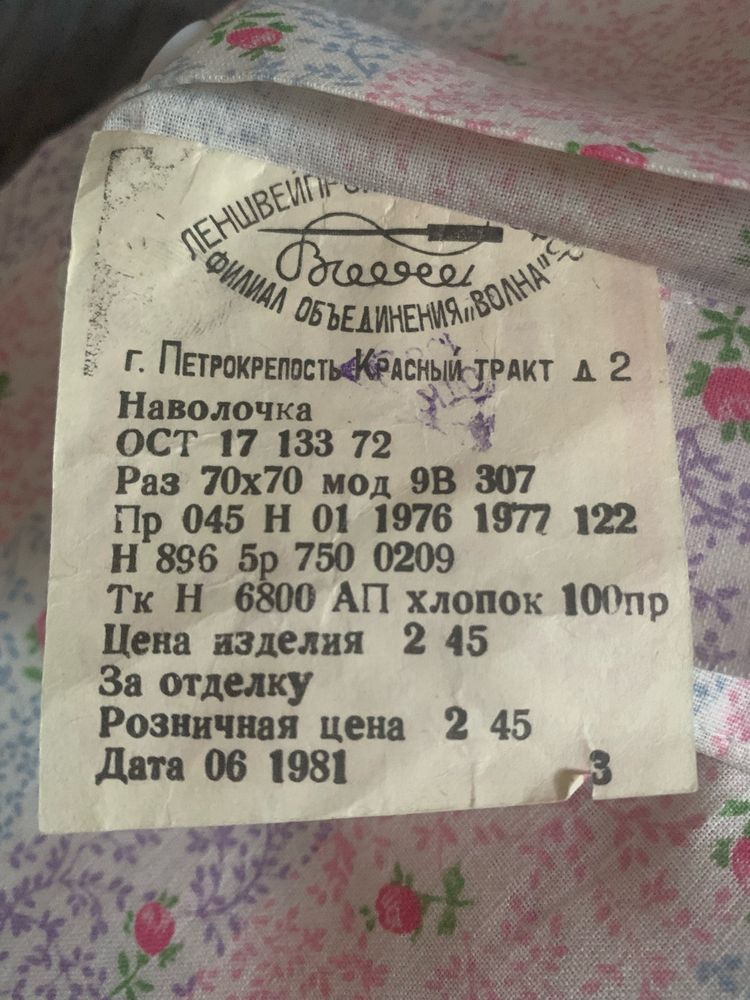 ЛЕНШВЕЙПРО
Волна
ФИЛИАЛ ОБЪЕДИНЕНИЯ „ВОЛНА"
г. ПЕТРОКРЕПОСТЬ КРАСНЫЙ ТРАКТ Д 2
Наволочка
ОСТ 17 133 72
Раз 70х70 мод 9В 307
Пр 045 Н 01 1976 1977 122
Н 896 5р 750 0209
Тк Н 6800 АП хлопок 100пр
Цена изделия 2 45
За отделку
Розничная цена 2 45
Дата 06 1981 3